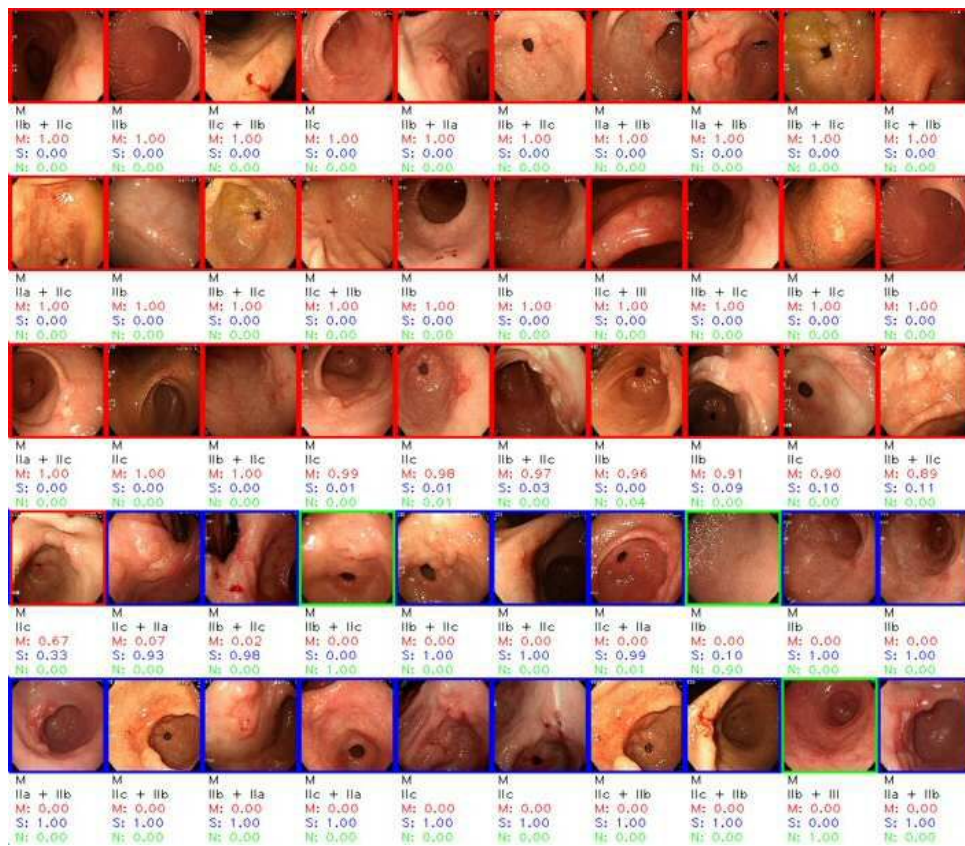 M M M M M M M M M M
IIb + IIc IIb IIc + IIb IIc IIb + IIa IIb + IIc IIa + IIb IIa + IIb IIb + IIc IIc + IIb
M: 1.00 M: 1.00 M: 1.00 M: 1.00 M: 1.00 M: 1.00 M: 1.00 M: 1.00 M: 1.00 M: 1.00
S: 0.00 S: 0.00 S: 0.00 S: 0.00 S: 0.00 S: 0.00 S: 0.00 S: 0.00 S: 0.00 S: 0.00
N: 0.00 N: 0.00 N: 0.00 N: 0.00 N: 0.00 N: 0.00 N: 0.00 N: 0.00 N: 0.00 N: 0.00
M M M M M M M M M M
IIa + IIc IIb IIb + IIc IIc + IIb IIb IIb IIc + III IIb + IIc IIb + IIc IIb
M: 1.00 M: 1.00 M: 1.00 M: 1.00 M: 1.00 M: 1.00 M: 1.00 M: 1.00 M: 1.00 M: 1.00
S: 0.00 S: 0.00 S: 0.00 S: 0.00 S: 0.00 S: 0.00 S: 0.00 S: 0.00 S: 0.00 S: 0.00
N: 0.00 N: 0.00 N: 0.00 N: 0.00 N: 0.00 N: 0.00 N: 0.00 N: 0.00 N: 0.00 N: 0.00
M M M M M M M M M M
IIa + IIc IIc IIb + IIc IIc IIc IIb + IIc IIb IIb IIc IIb + IIc
M: 1.00 M: 1.00 M: 1.00 M: 0.99 M: 0.98 M: 0.97 M: 0.96 M: 0.91 M: 0.90 M: 0.89
S: 0.00 S: 0.00 S: 0.00 S: 0.01 S: 0.01 S: 0.03 S: 0.00 S: 0.09 S: 0.10 S: 0.11
N: 0.00 N: 0.00 N: 0.00 N: 0.00 N: 0.01 N: 0.00 N: 0.04 N: 0.00 N: 0.00 N: 0.00
M M M M M M M M M M
IIc IIc + IIa IIb + IIc IIc + IIb IIb + IIc IIb + IIc IIc + IIa IIb IIb IIb
M: 0.67 M: 0.07 M: 0.02 M: 0.00 M: 0.00 M: 0.00 M: 0.00 M: 0.00 M: 0.00 M: 0.00
S: 0.33 S: 0.93 S: 0.98 S: 0.00 S: 1.00 S: 1.00 S: 0.99 S: 0.10 S: 1.00 S: 1.00
N: 0.00 N: 0.00 N: 0.00 N: 1.00 N: 0.00 N: 0.00 N: 0.01 N: 0.90 N: 0.00 N: 0.00
M M M M M M M M M M
IIa + IIb IIc + IIb IIb + IIa IIc + IIa IIc IIc IIc + IIb IIc + IIb IIb + III IIa + IIb
M: 0.00 M: 0.00 M: 0.00 M: 0.00 M: 0.00 M: 0.00 M: 0.00 M: 0.00 M: 0.00 M: 0.00
S: 1.00 S: 1.00 S: 1.00 S: 1.00 S: 1.00 S: 1.00 S: 1.00 S: 1.00 S: 0.00 S: 1.00
N: 0.00 N: 0.00 N: 0.00 N: 0.00 N: 0.00 N: 0.00 N: 0.00 N: 0.00 N: 1.00 N: 0.00